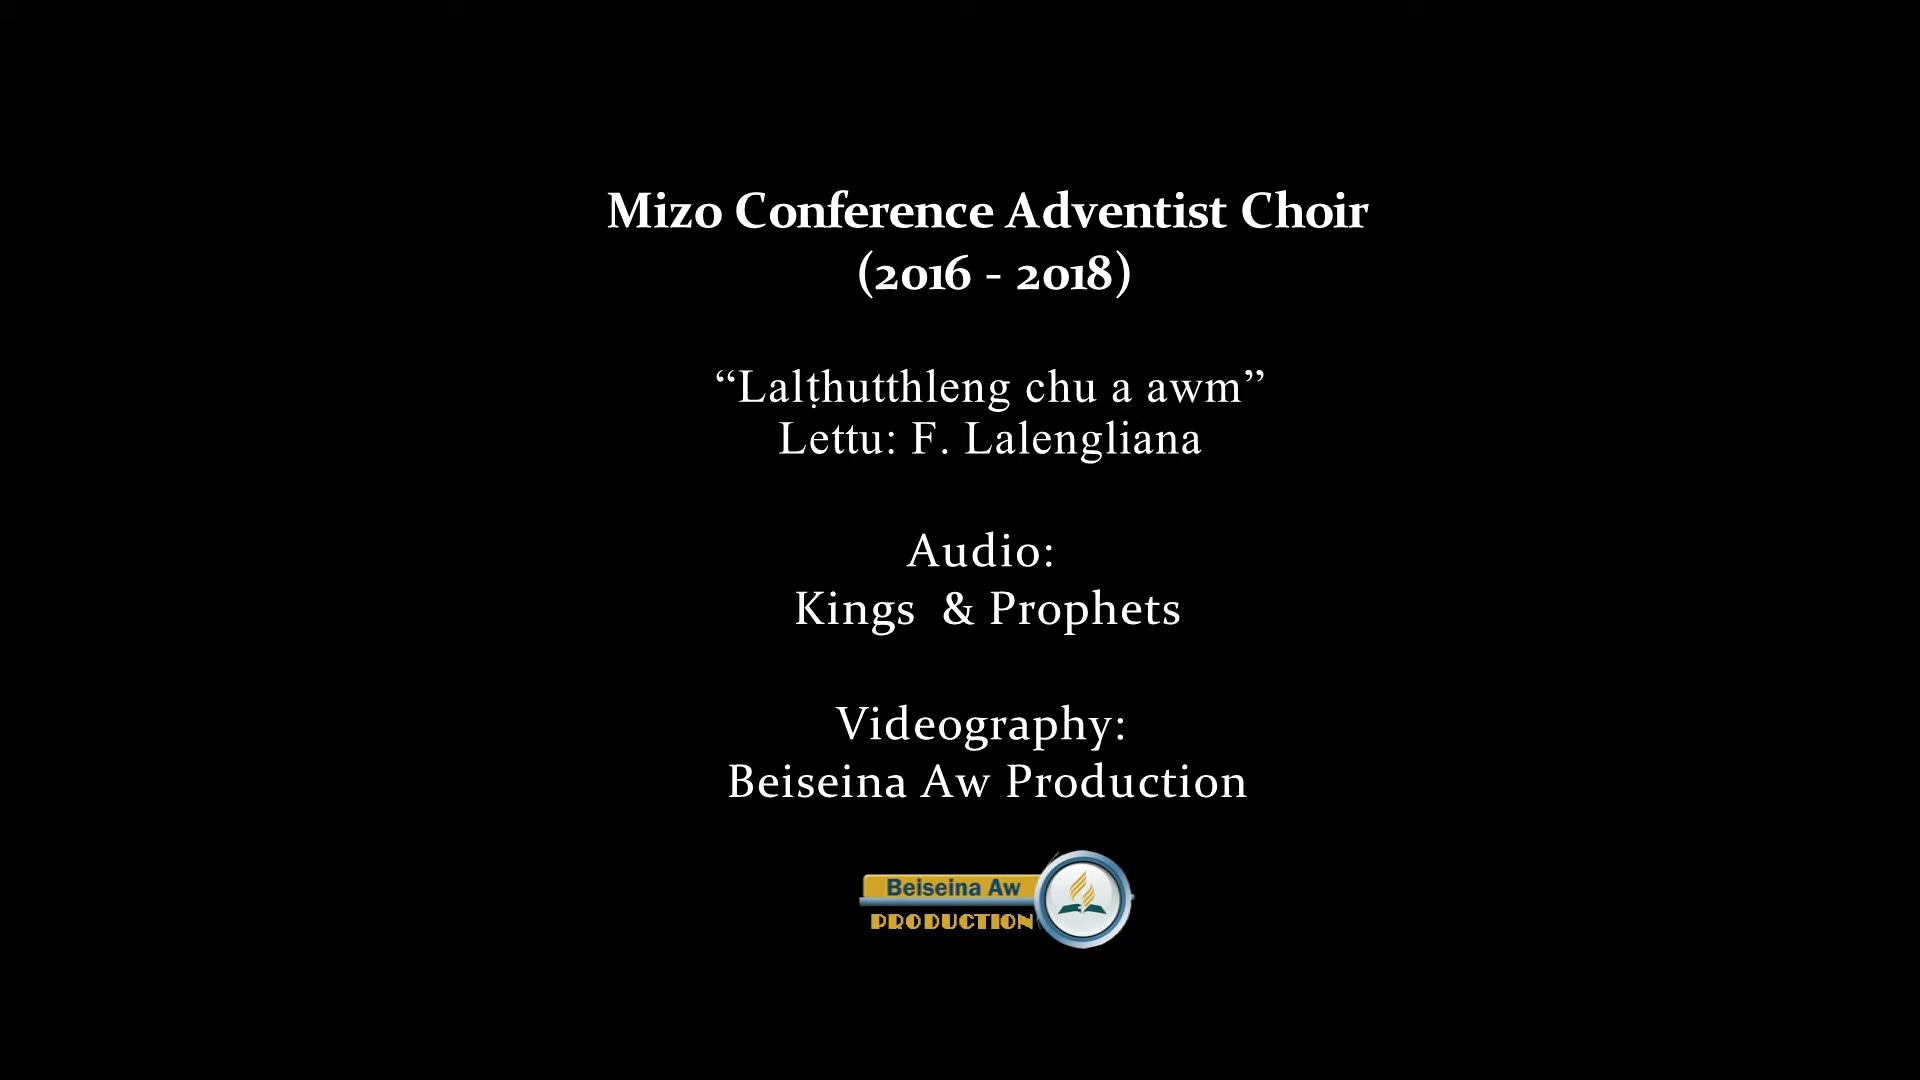 Mizo Conference Adventist Choir
(2016 - 2018)
“Lalṭhutthleng chu a awm”
Lettu: F. Lalengliana
Audio:
Kings & Prophets
Videography:
Beiseina Aw Production
Beiseina Aw
PRODUCTION